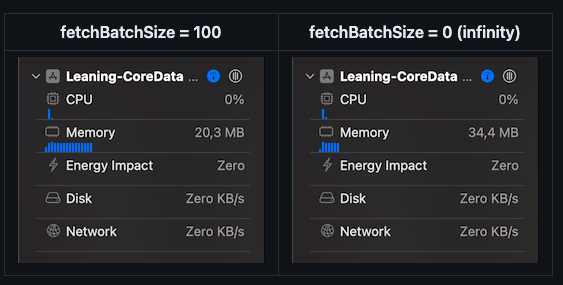 fetchBatchSize = 100
fetchBatchSize = 0 (infinity)
Leaning-CoreData ...
CPU 0%
Memory 20,3 MB
Energy Impact Zero
Disk Zero KB/s
Network Zero KB/s
Leaning-CoreData ...
CPU 0%
Memory 34,4 MB
Energy Impact Zero
Disk Zero KB/s
Network Zero KB/s